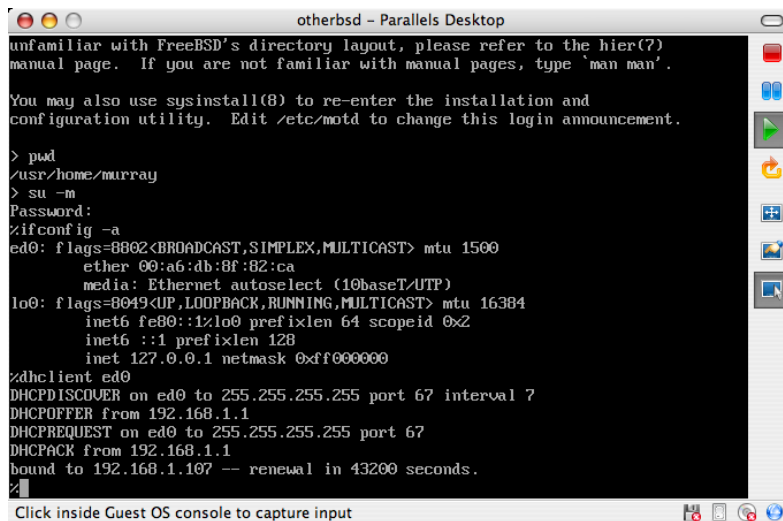 otherbsd – Parallels Desktop
unfamiliar with FreeBSD's directory layout, please refer to the hier(7)
manual page.  If you are not familiar with manual pages, type `man man'.
You may also use sysinstall(8) to re-enter the installation and
configuration utility.  Edit /etc/motd to change this login announcement.
> pwd
/usr/home/murray
> su -m
Password:
%ifconfig -a
ed0: flags=8802<BROADCAST,SIMPLEX,MULTICAST> mtu 1500
        ether 00:a6:db:8f:82:ca
        media: Ethernet autoselect (10baseT/UTP)
lo0: flags=8049<UP,LOOPBACK,RUNNING,MULTICAST> mtu 16384
        inet6 fe80::1%lo0 prefixlen 64 scopeid 0x2
        inet6 ::1 prefixlen 128
        inet 127.0.0.1 netmask 0xff000000
%dhclient ed0
DHCPDISCOVER on ed0 to 255.255.255.255 port 67 interval 7
DHCPOFFER from 192.168.1.1
DHCPREQUEST on ed0 to 255.255.255.255 port 67
DHCPACK from 192.168.1.1
bound to 192.168.1.107 -- renewal in 43200 seconds.
%
Click inside Guest OS console to capture input